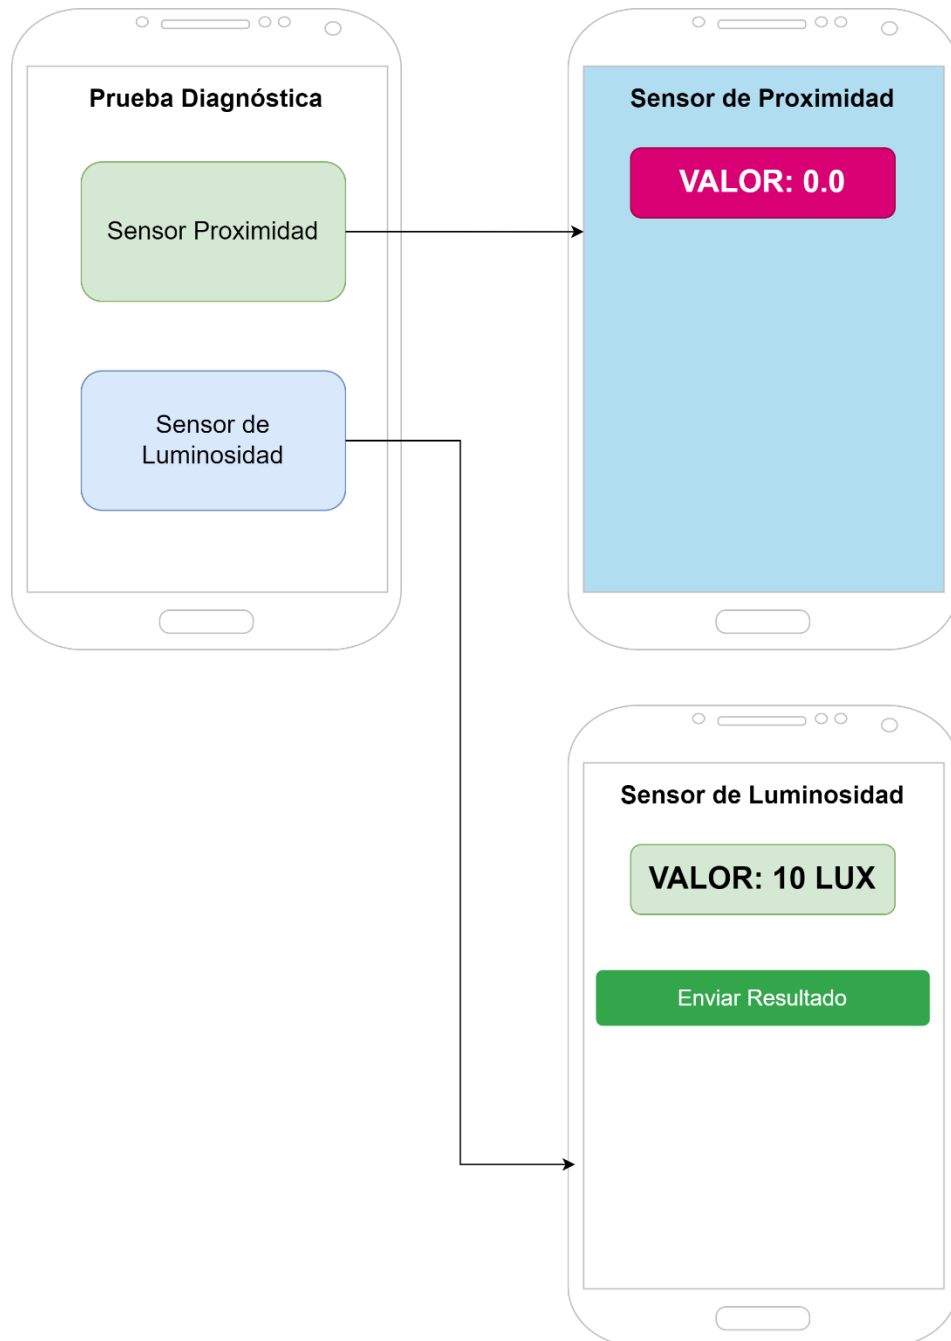 Prueba Diagnóstica
Sensor Proximidad
Sensor de
Luminosidad
Sensor de Proximidad
VALOR: 0.0
Sensor de Luminosidad
VALOR: 10 LUX
Enviar Resultado